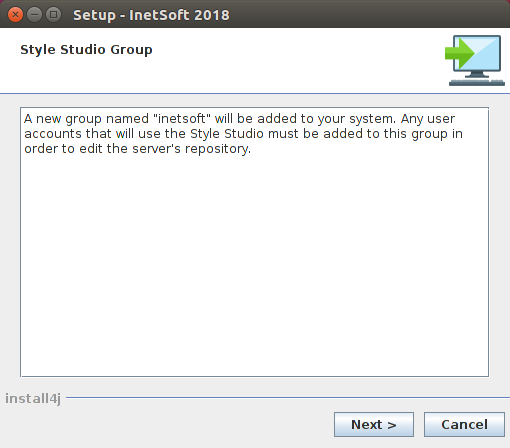 Setup - InetSoft 2018
Style Studio Group
A new group named "inetsoft" will be added to your system. Any user
accounts that will use the Style Studio must be added to this group in
order to edit the server's repository.
install4j
Next >
Cancel